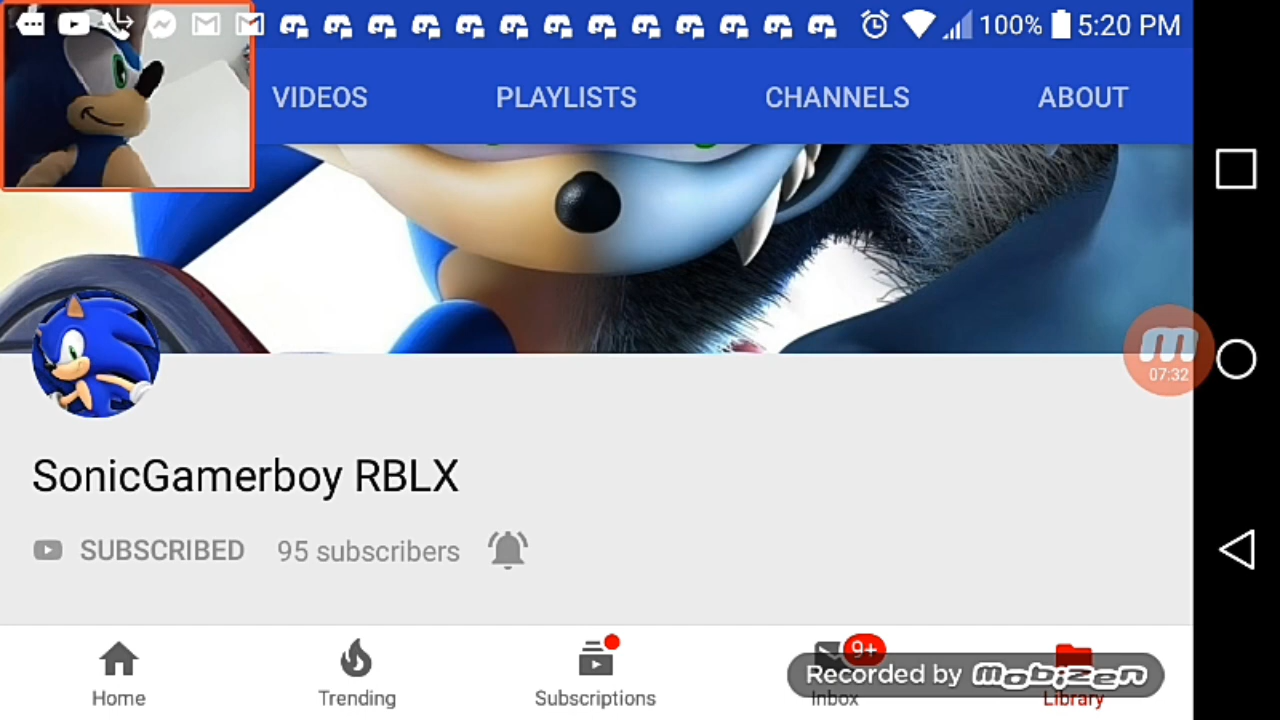 100% 5:20 PM
VIDEOS PLAYLISTS CHANNELS ABOUT
m
07:32
SonicGamerboy RBLX
SUBSCRIBED 95 subscribers
9+
Recorded by mobizen
Home Trending Subscriptions Inbox Library